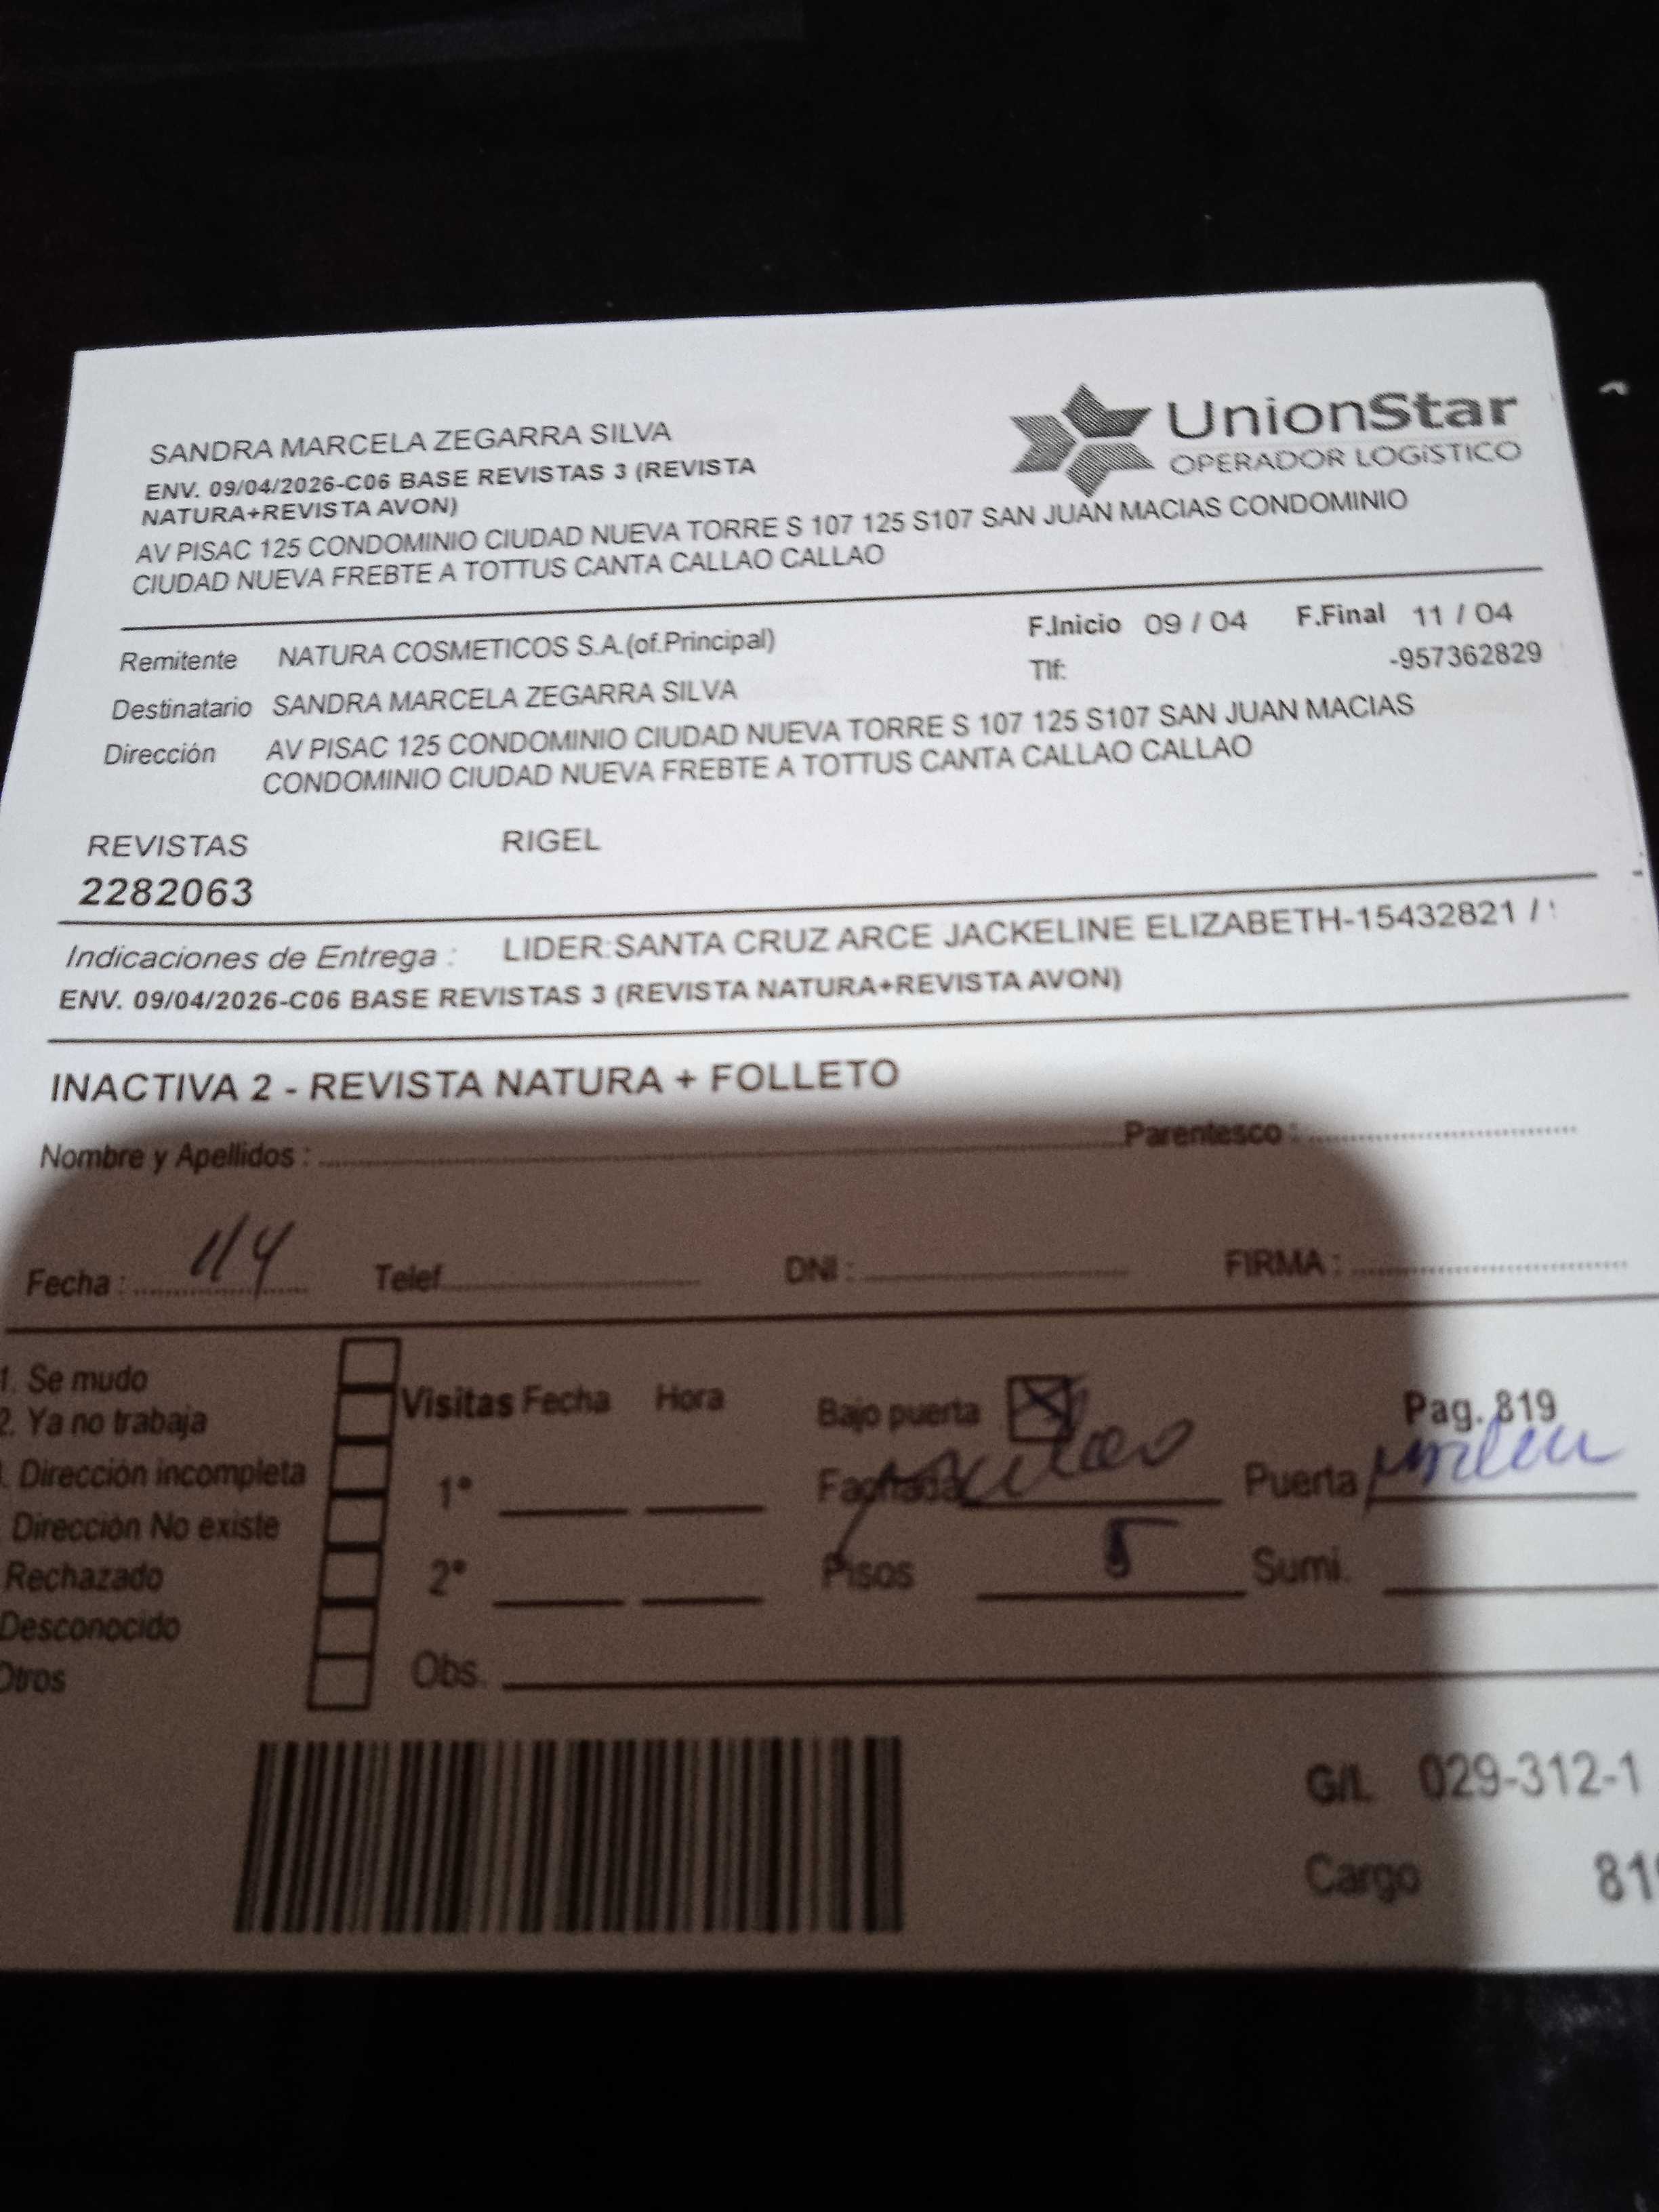 SANDRA MARCELA ZEGARRA SILVA
UnionStar
OPERADOR LOGíSTICO
ENV. 09/04/2026-C06 BASE REVISTAS 3 (REVISTA
NATURA+REVISTA AVON)
AV PISAC 125 CONDOMINIO CIUDAD NUEVA TORRE S 107 125 S107 SAN JUAN MACIAS CONDOMINIO
CIUDAD NUEVA FREBTE A TOTTUS CANTA CALLAO CALLAO
Remitente NATURA COSMETICOS S.A.(of.Principal) F.Inicio 09 / 04 F.Final 11 / 04
Destinatario SANDRA MARCELA ZEGARRA SILVA Tlf: -957362829
Dirección AV PISAC 125 CONDOMINIO CIUDAD NUEVA TORRE S 107 125 S107 SAN JUAN MACIAS
CONDOMINIO CIUDAD NUEVA FREBTE A TOTTUS CANTA CALLAO CALLAO
REVISTAS RIGEL
2282063
Indicaciones de Entrega : LIDER:SANTA CRUZ ARCE JACKELINE ELIZABETH-15432821 /
ENV. 09/04/2026-C06 BASE REVISTAS 3 (REVISTA NATURA+REVISTA AVON)
INACTIVA 2 - REVISTA NATURA + FOLLETO
Nombre y Apellidos : Parentesco :
Fecha : 11/4 Telef. DNI : FIRMA :
1. Se mudo
2. Ya no trabaja
. Dirección incompleta
Dirección No existe
Rechazado
Desconocido
Otros
Visitas Fecha Hora
1°
2°
Obs.
Bajo puerta Pag. 819
Fachada Puerta
Pisos 5 Sumi.
G/L 029-312-1
Cargo